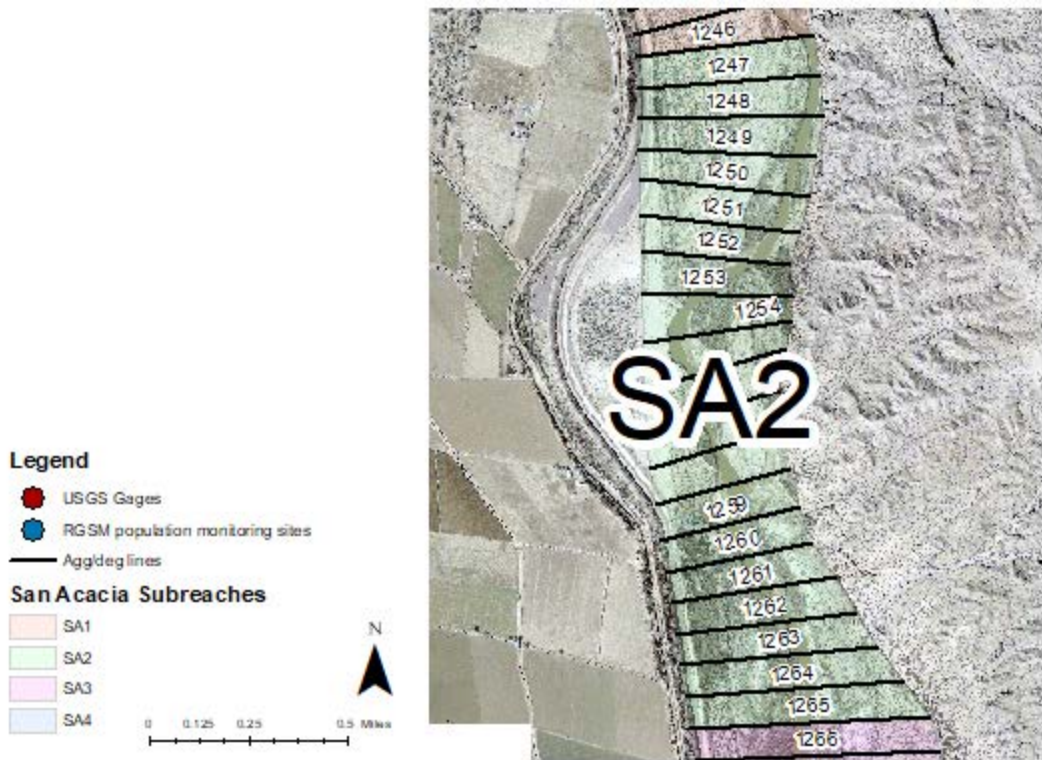 1246
1247
1248
1249
1250
1251
1252
1253
1254
SA2
1259
1260
1261
1262
1263
1264
1265
1266
Legend
USGS Gages
RGSM population monitoring sites
Agg/deg lines
San Acacia Subreaches
SA1
SA2
SA3
SA4
N
0 0.125 0.25 0.5 Miles